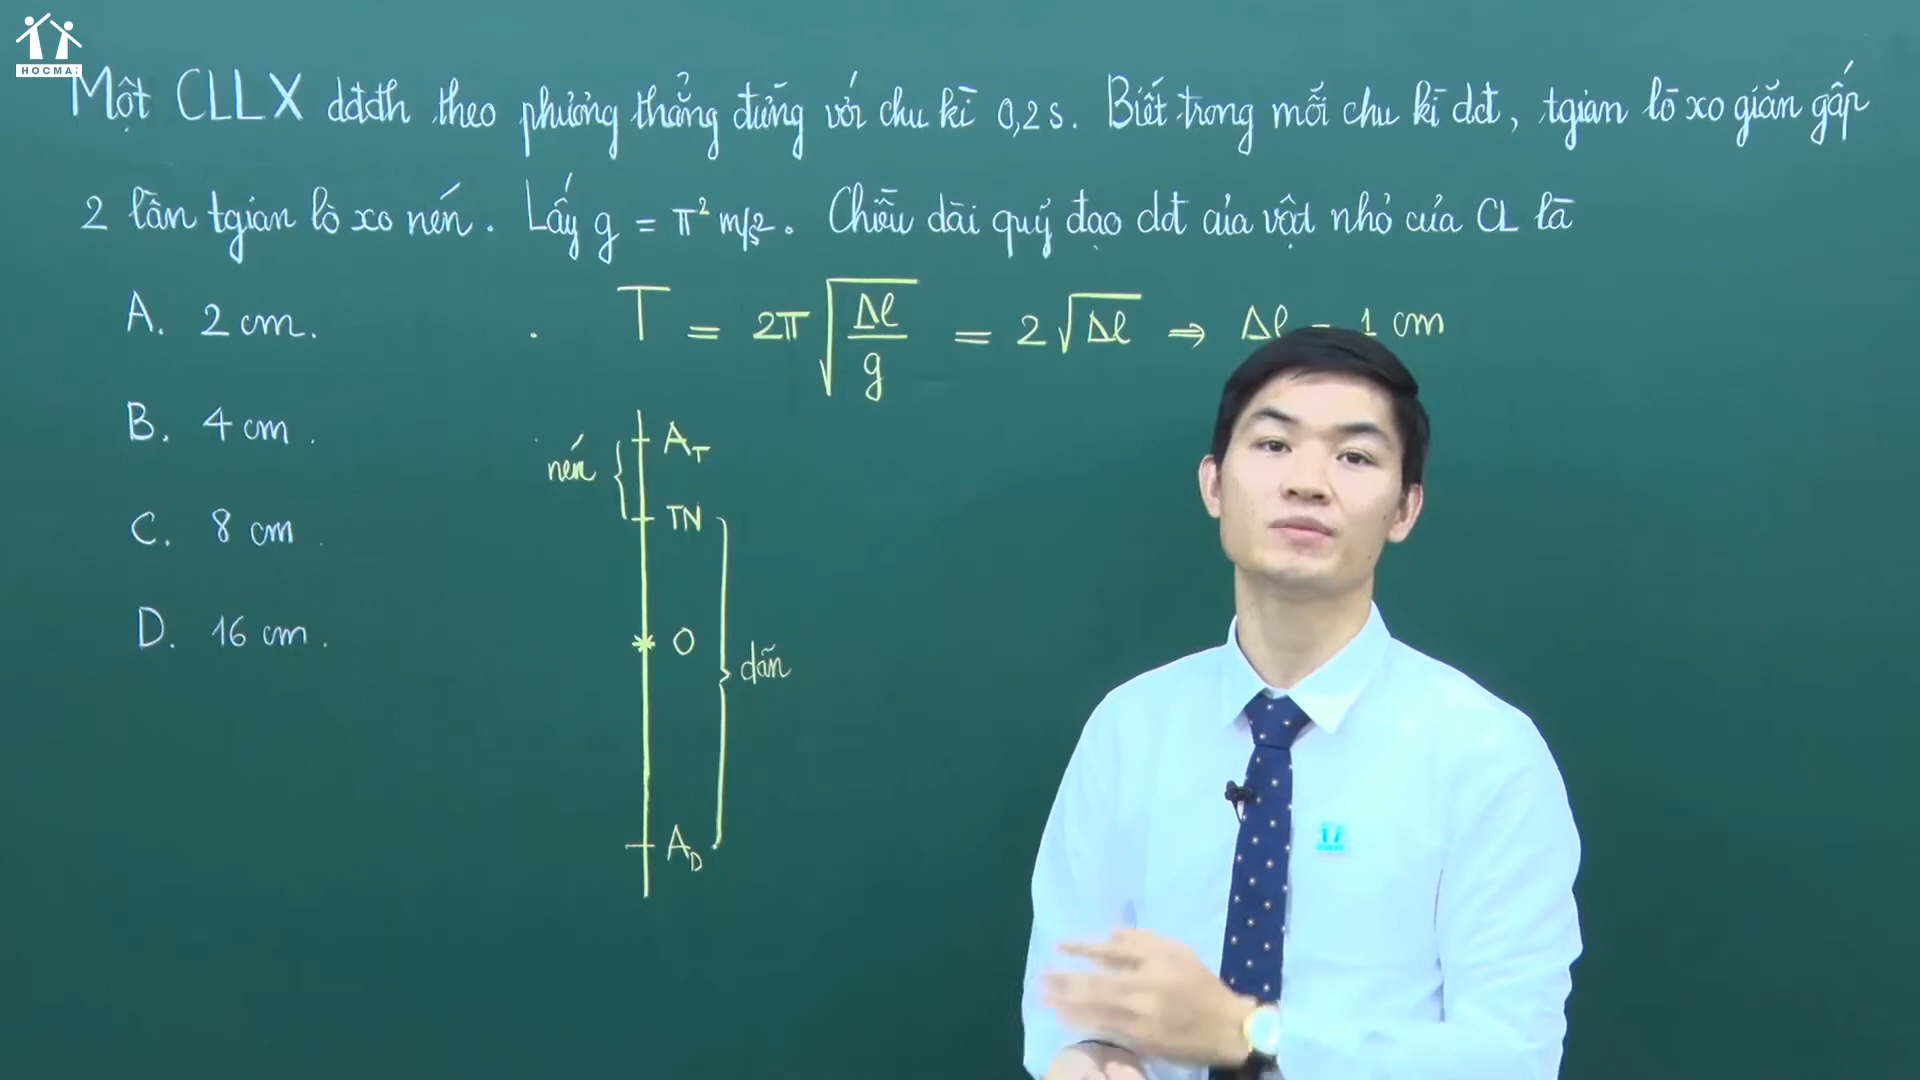 HOCMAI
Một CLLX dđđh theo phương thẳng đứng với chu kì 0,2 s. Biết trong mỗi chu kì dđ, tgian lò xo giãn gấp
2 lần tgian lò xo nén. Lấy g = π² m/s². Chiều dài quỹ đạo dđ của vật nhỏ của CL là
A. 2 cm.
B. 4 cm.
C. 8 cm
D. 16 cm.
T = 2π√(Δℓ/g) = 2√Δℓ ⇒ Δℓ = 1 cm
A_T
nén
TN
O
dãn
A_D